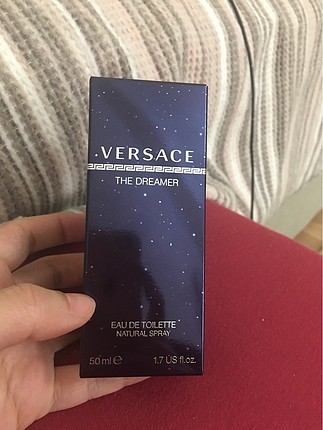 VERSACE
THE DREAMER
EAU DE TOILETTE
NATURAL SPRAY
50 ml ℮ 1.7 US fl.oz.